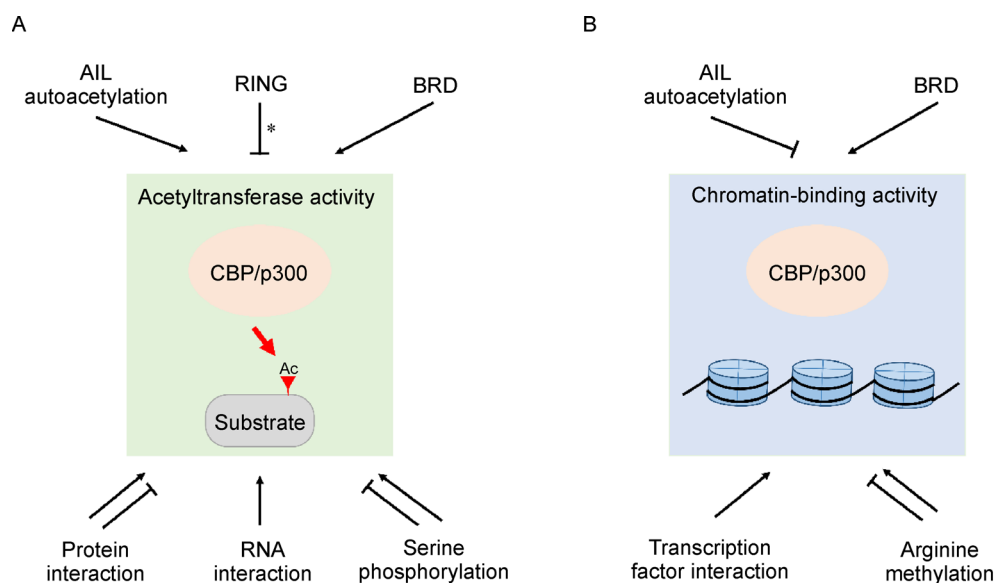 A
AIL
autoacetylation
RING
BRD
*
Acetyltransferase activity
CBP/p300
Ac
Substrate
Protein
interaction
RNA
interaction
Serine
phosphorylation
B
AIL
autoacetylation
BRD
Chromatin-binding activity
CBP/p300
Transcription
factor interaction
Arginine
methylation